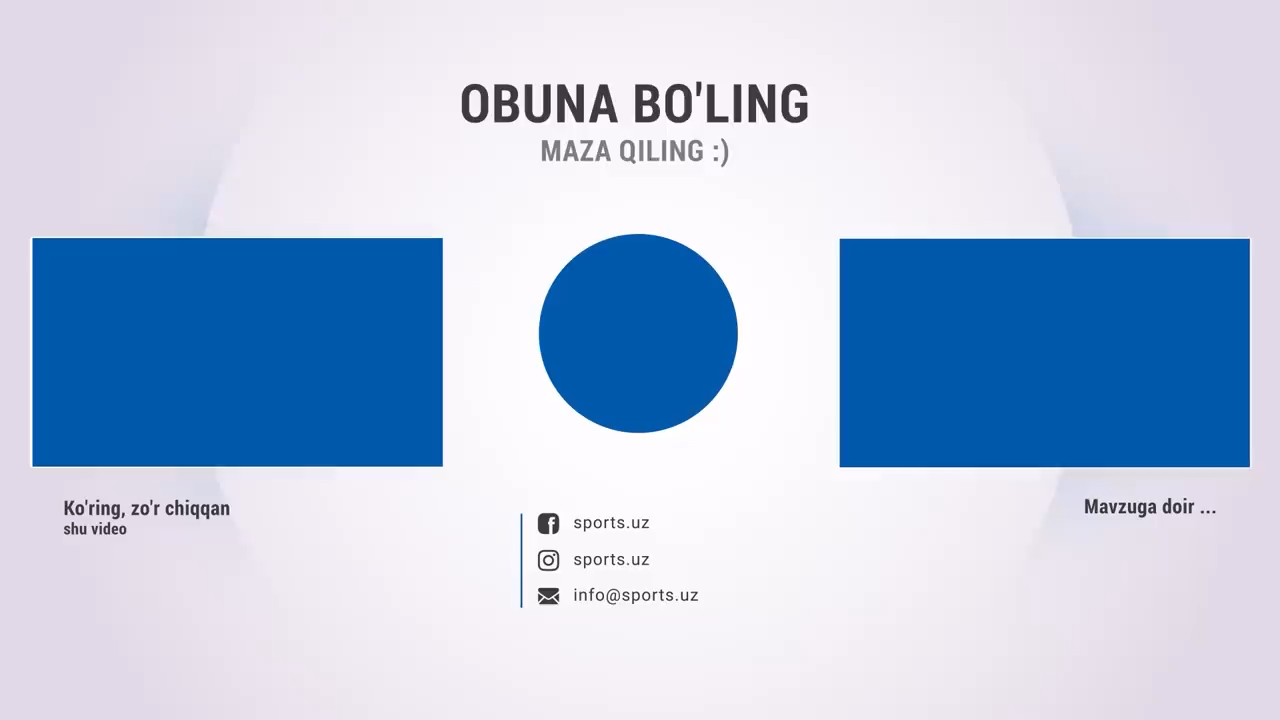 OBUNA BO'LING
MAZA QILING :)
Ko'ring, zo'r chiqqan
shu video
Mavzuga doir ...
sports.uz
sports.uz
info@sports.uz